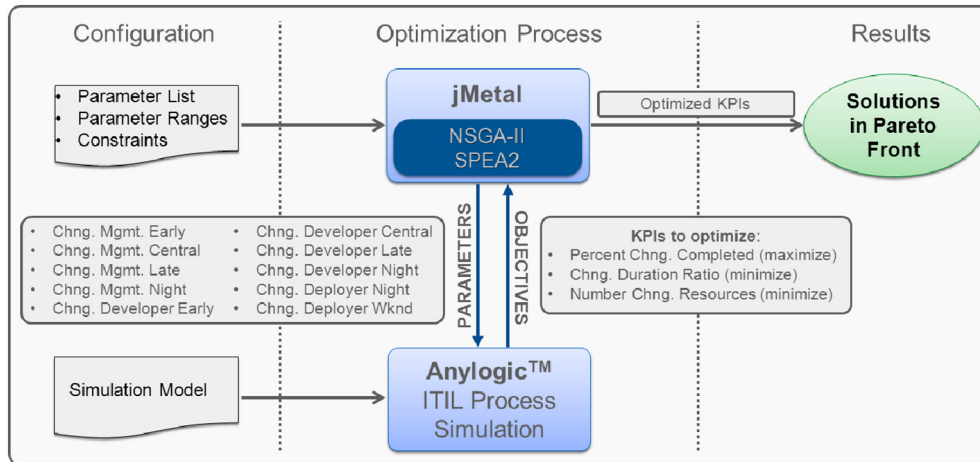 Configuration
Optimization Process
Results
• Parameter List
• Parameter Ranges
• Constraints
jMetal
NSGA-II
SPEA2
Optimized KPIs
Solutions
in Pareto
Front
• Chng. Mgmt. Early
• Chng. Mgmt. Central
• Chng. Mgmt. Late
• Chng. Mgmt. Night
• Chng. Developer Early
• Chng. Developer Central
• Chng. Developer Late
• Chng. Developer Night
• Chng. Deployer Night
• Chng. Deployer Wknd
PARAMETERS
OBJECTIVES
KPIs to optimize:
• Percent Chng. Completed (maximize)
• Chng. Duration Ratio (minimize)
• Number Chng. Resources (minimize)
Simulation Model
Anylogic™
ITIL Process
Simulation